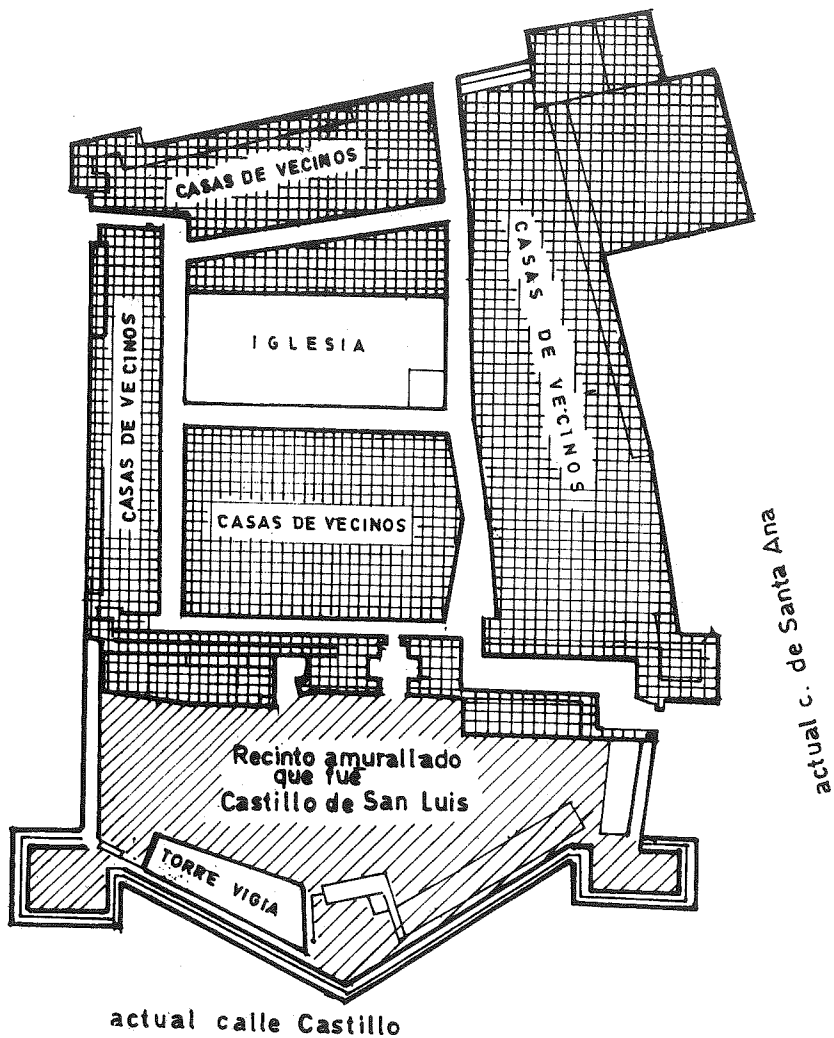 CASAS DE VECINOS
CASAS DE VECINOS
CASAS DE VECINOS
IGLESIA
CASAS DE VECINOS
Recinto amurallado
que fué
Castillo de San Luis
TORRE VIGIA
actual c. de Santa Ana
actual calle Castillo